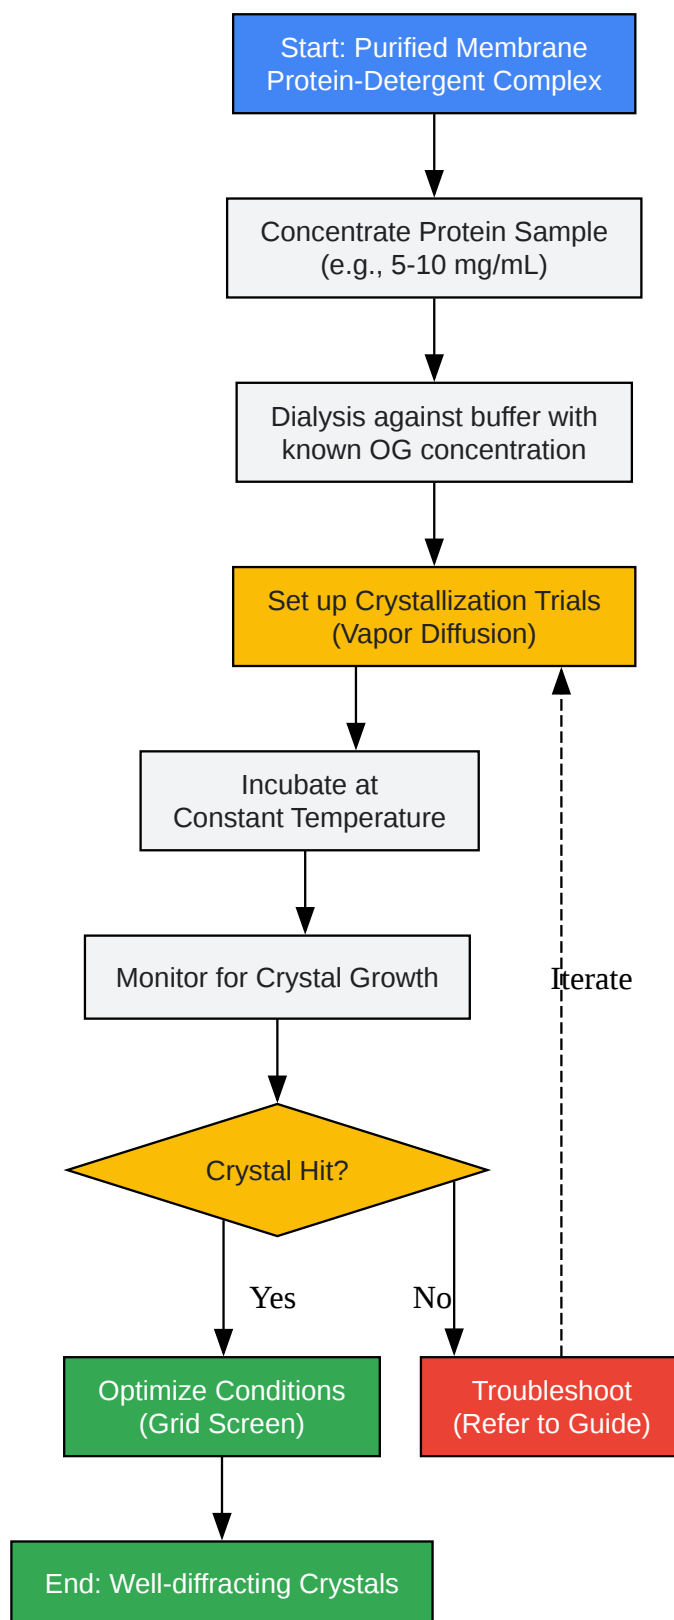 Start: Purified Membrane
Protein-Detergent Complex
Concentrate Protein Sample
(e.g., 5-10 mg/mL)
Dialysis against buffer with
known OG concentration
Set up Crystallization Trials
(Vapor Diffusion)
Incubate at
Constant Temperature
Monitor for Crystal Growth
Iterate
Crystal Hit?
Yes
No
Optimize Conditions
(Grid Screen)
Troubleshoot
(Refer to Guide)
End: Well-diffracting Crystals